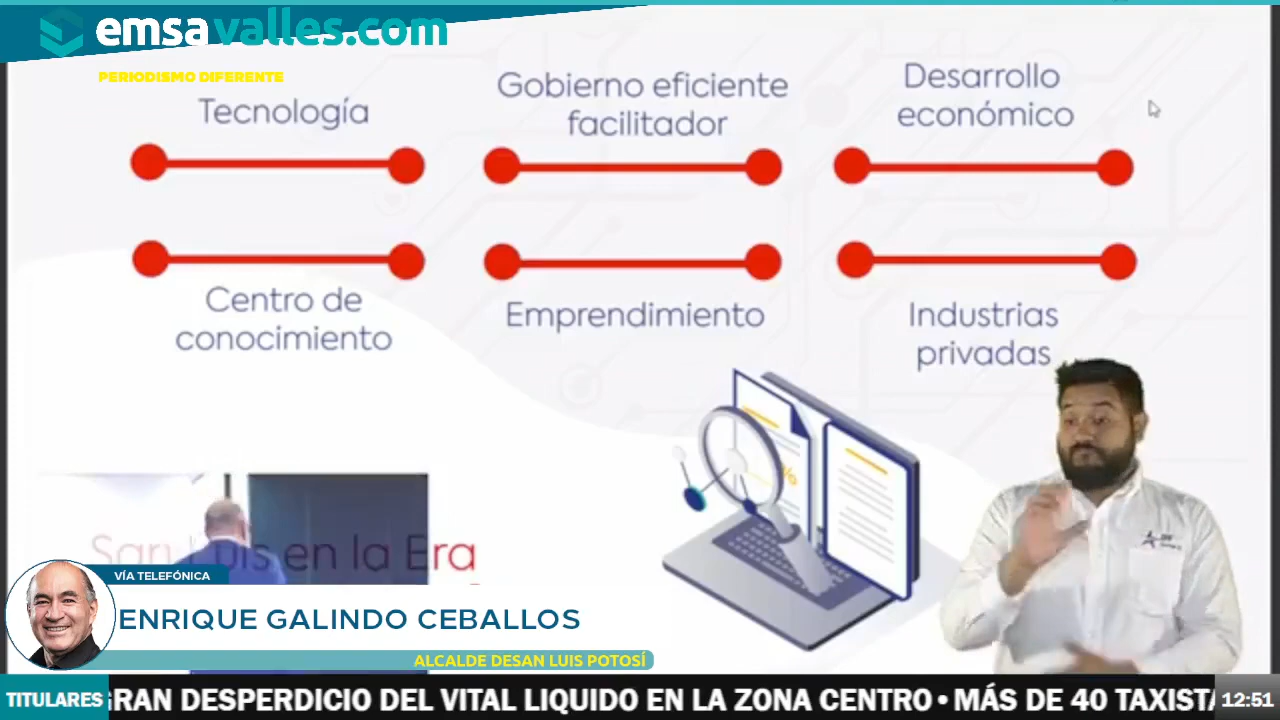 emsavalles.com
PERIODISMO DIFERENTE
Tecnología
Gobierno eficiente
facilitador
Desarrollo
económico
Centro de
conocimiento
Emprendimiento
Industrias
privadas
San Luis en la Era
VÍA TELEFÓNICA
ENRIQUE GALINDO CEBALLOS
ALCALDE DESAN LUIS POTOSÍ
TITULARES
GRAN DESPERDICIO DEL VITAL LIQUIDO EN LA ZONA CENTRO • MÁS DE 40 TAXISTA
12:51